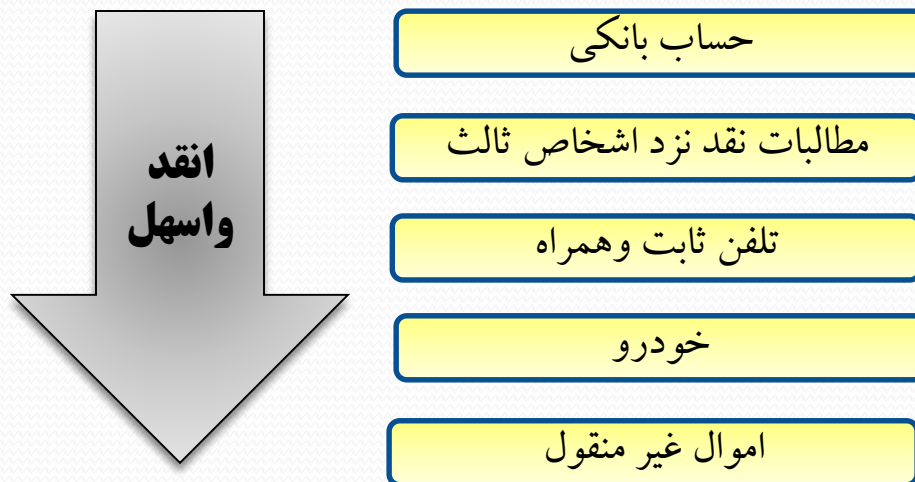 حساب بانکی
مطالبات نقد نزد اشخاص ثالث
تلفن ثابت وهمراه
خودرو
اموال غیر منقول
انقد
واسهل